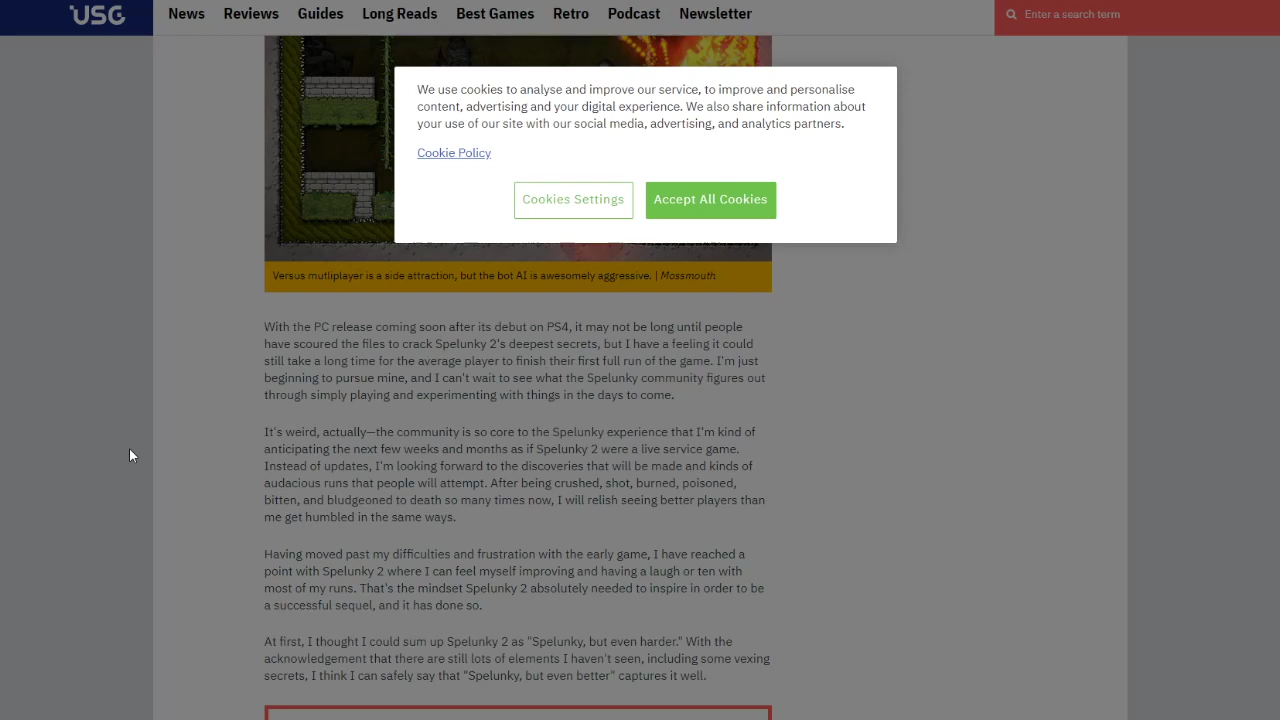 USG
News
Reviews
Guides
Long Reads
Best Games
Retro
Podcast
Newsletter
Enter a search term
We use cookies to analyse and improve our service, to improve and personalise
content, advertising and your digital experience. We also share information about
your use of our site with our social media, advertising, and analytics partners.
Cookie Policy
Cookies Settings
Accept All Cookies
Versus mutliplayer is a side attraction, but the bot AI is awesomely aggressive. | Mossmouth
With the PC release coming soon after its debut on PS4, it may not be long until people
have scoured the files to crack Spelunky 2's deepest secrets, but I have a feeling it could
still take a long time for the average player to finish their first full run of the game. I'm just
beginning to pursue mine, and I can't wait to see what the Spelunky community figures out
through simply playing and experimenting with things in the days to come.
It's weird, actually—the community is so core to the Spelunky experience that I'm kind of
anticipating the next few weeks and months as if Spelunky 2 were a live service game.
Instead of updates, I'm looking forward to the discoveries that will be made and kinds of
audacious runs that people will attempt. After being crushed, shot, burned, poisoned,
bitten, and bludgeoned to death so many times now, I will relish seeing better players than
me get humbled in the same ways.
Having moved past my difficulties and frustration with the early game, I have reached a
point with Spelunky 2 where I can feel myself improving and having a laugh or ten with
most of my runs. That's the mindset Spelunky 2 absolutely needed to inspire in order to be
a successful sequel, and it has done so.
At first, I thought I could sum up Spelunky 2 as "Spelunky, but even harder." With the
acknowledgement that there are still lots of elements I haven't seen, including some vexing
secrets, I think I can safely say that "Spelunky, but even better" captures it well.